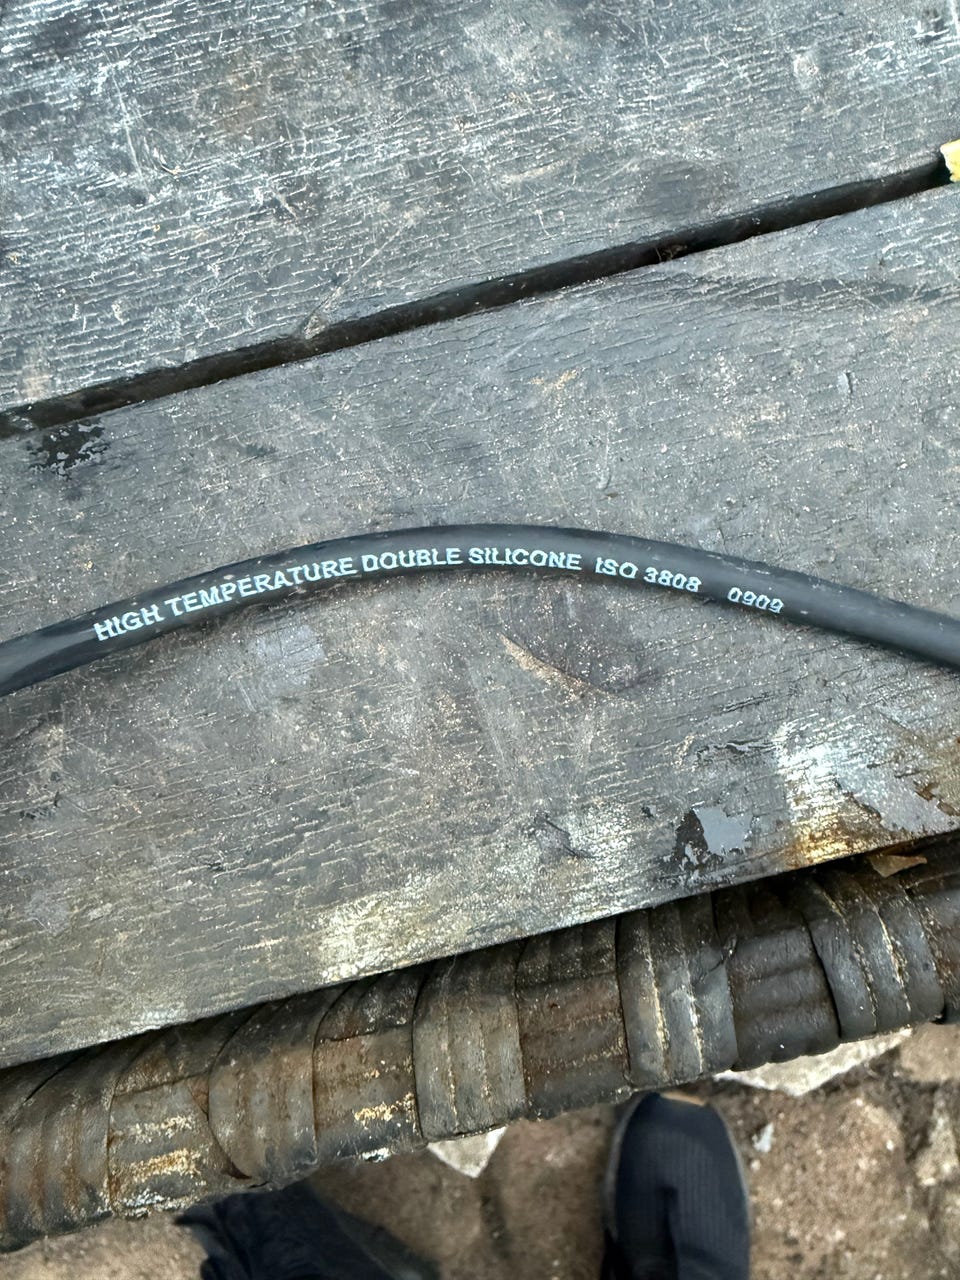 HIGH TEMPERATURE DOUBLE SILICONE ISO 3808 0909